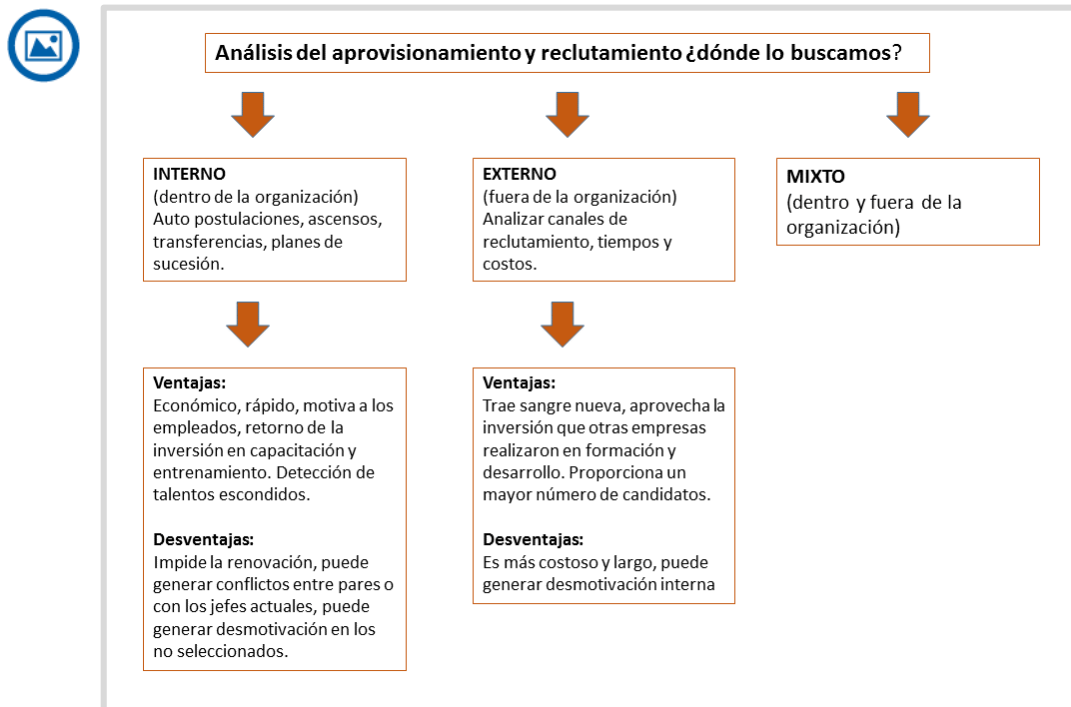 Análisis del aprovisionamiento y reclutamiento ¿dónde lo buscamos?
INTERNO
(dentro de la organización)
Auto postulaciones, ascensos,
transferencias, planes de
sucesión.
EXTERNO
(fuera de la organización)
Analizar canales de
reclutamiento, tiempos y
costos.
MIXTO
(dentro y fuera de la
organización)
Ventajas:
Económico, rápido, motiva a los
empleados, retorno de la
inversión en capacitación y
entrenamiento. Detección de
talentos escondidos.
Desventajas:
Impide la renovación, puede
generar conflictos entre pares o
con los jefes actuales, puede
generar desmotivación en los
no seleccionados.
Ventajas:
Trae sangre nueva, aprovecha la
inversión que otras empresas
realizaron en formación y
desarrollo. Proporciona un
mayor número de candidatos.
Desventajas:
Es más costoso y largo, puede
generar desmotivación interna